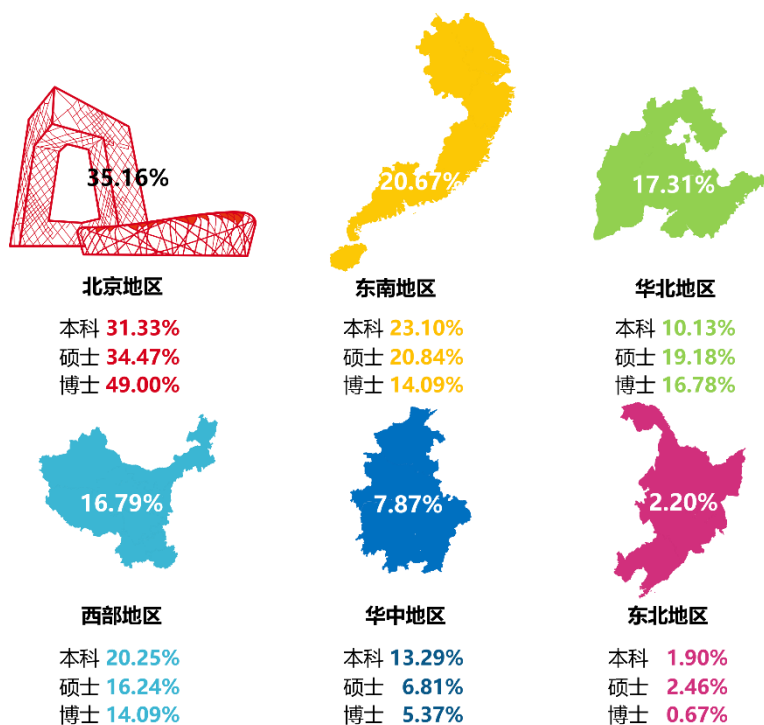 35.16%
20.67%
17.31%
北京地区
东南地区
华北地区
本科 31.33%
硕士 34.47%
博士 49.00%
本科 23.10%
硕士 20.84%
博士 14.09%
本科 10.13%
硕士 19.18%
博士 16.78%
16.79%
7.87%
2.20%
西部地区
华中地区
东北地区
本科 20.25%
硕士 16.24%
博士 14.09%
本科 13.29%
硕士 6.81%
博士 5.37%
本科 1.90%
硕士 2.46%
博士 0.67%